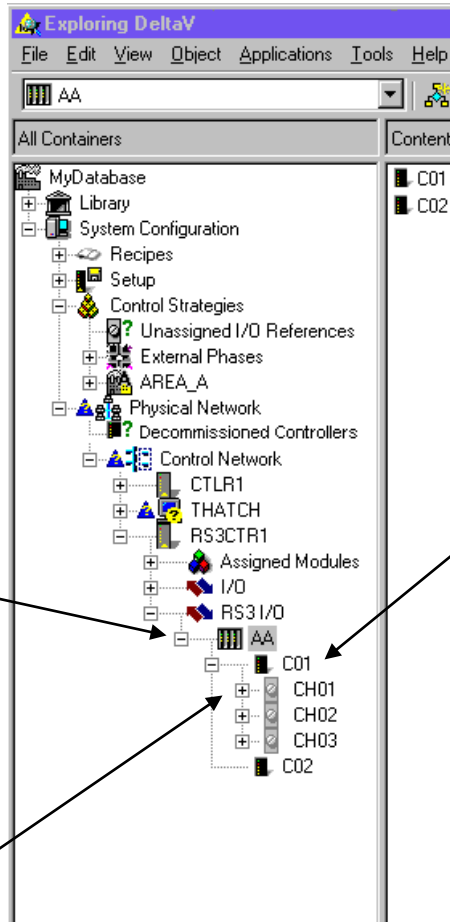 Exploring DeltaV
File Edit View Object Applications Tools Help
AA
All Containers
Content
MyDatabase
Library
System Configuration
Recipes
Setup
Control Strategies
Unassigned I/O References
External Phases
AREA_A
Physical Network
Decommissioned Controllers
Control Network
CTLR1
THATCH
RS3CTR1
Assigned Modules
I/O
RS3 I/O
AA
C01
CH01
CH02
CH03
C02
C01
C02